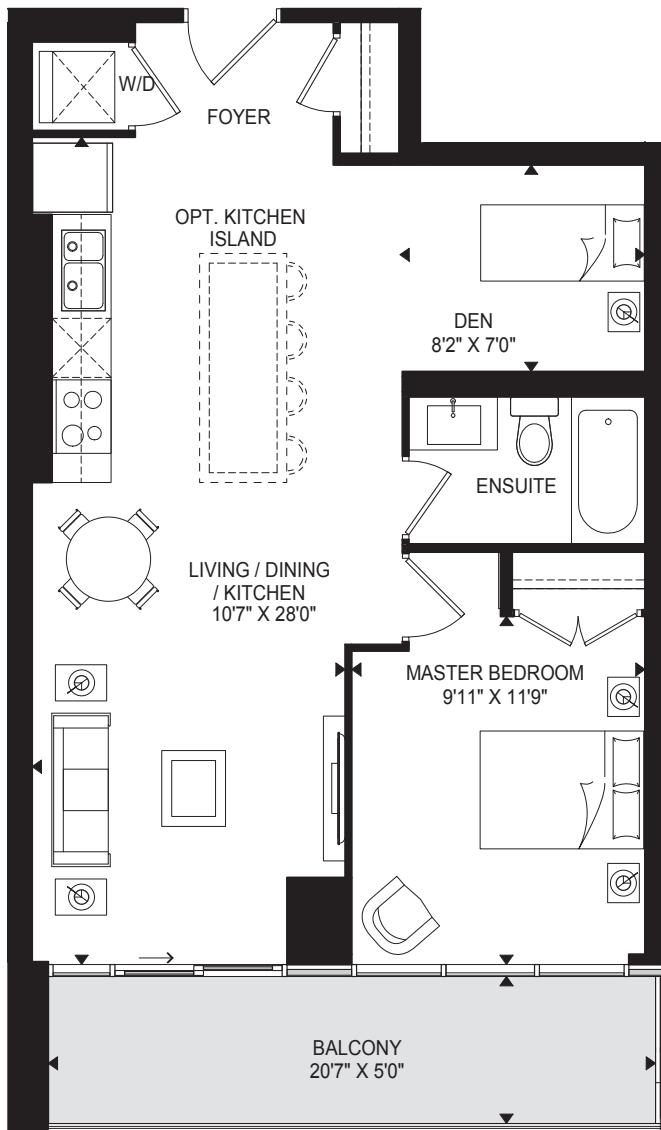 W/D
FOYER
OPT. KITCHEN
ISLAND
DEN
8'2" X 7'0"
ENSUITE
LIVING / DINING
/ KITCHEN
10'7" X 28'0"
MASTER BEDROOM
9'11" X 11'9"
BALCONY
20'7" X 5'0"